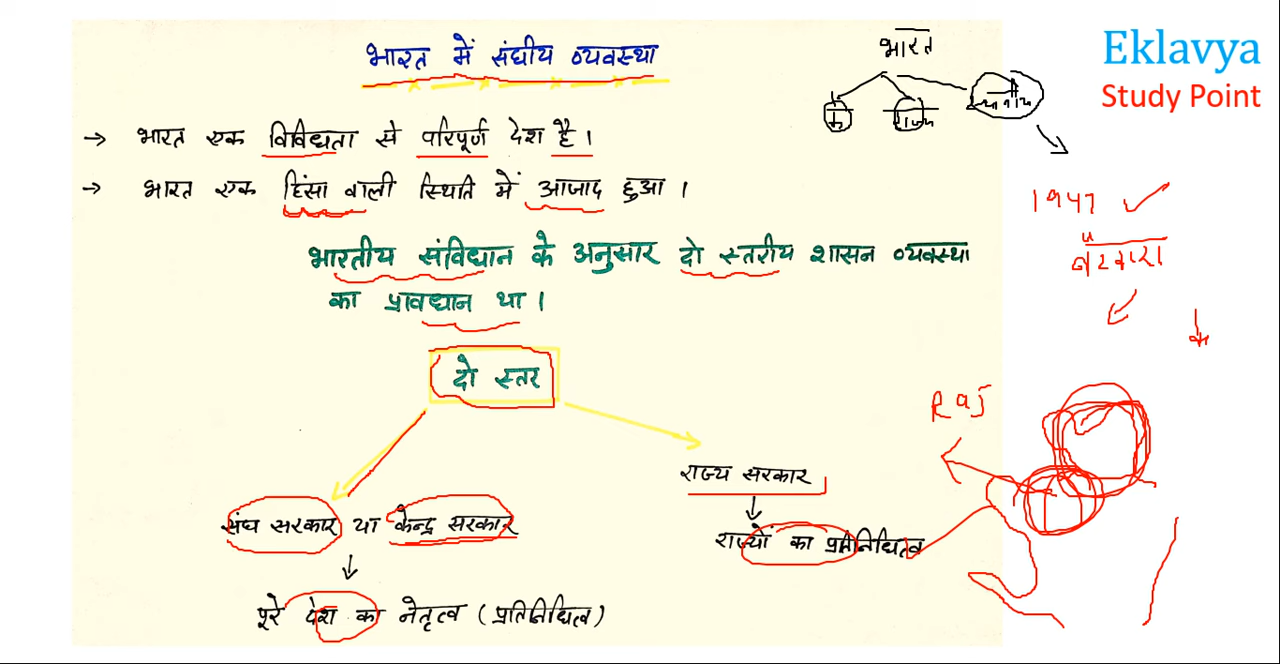 भारत में संघीय व्यवस्था
→ भारत एक विविधता से परिपूर्ण देश है।
→ भारत एक हिंसा वाली स्थिति में आजाद हुआ।
भारतीय संविधान के अनुसार दो स्तरीय शासन व्यवस्था
का प्रावधान था।
दो स्तर
संघ सरकार या केन्द्र सरकार
पूरे देश का नेतृत्व (प्रतिनिधित्व)
राज्य सरकार
राज्यों का प्रतिनिधित्व
भारत
के
राज्य
1947
बंटवारा
Raj
Eklavya
Study Point